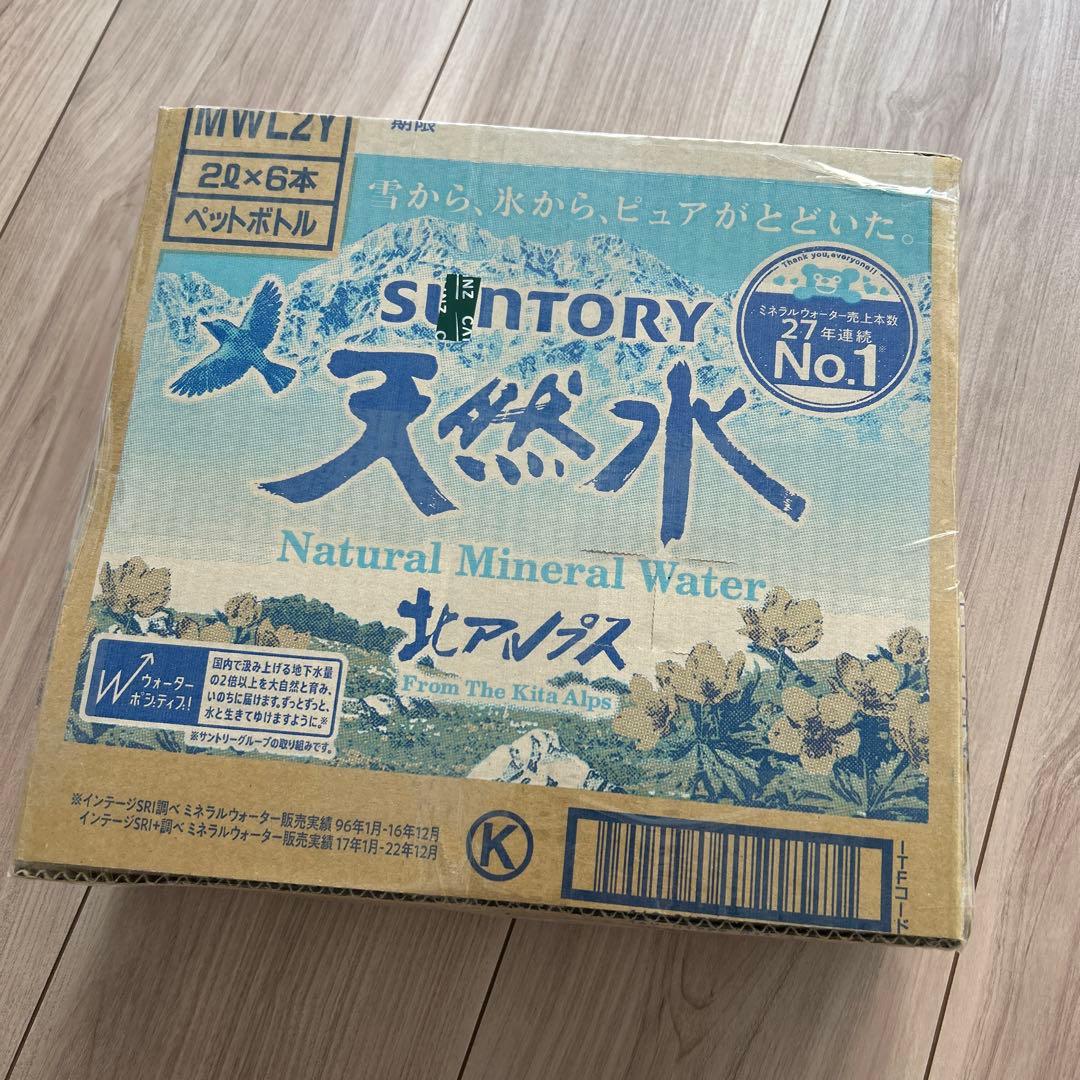 MWL2Y
期限
2ℓ×6本
ペットボトル
雪から、氷から、ピュアがとどいた。
Thank you, everyone!!
ミネラルウォーター売上本数
27年連続※
No.1
SUNTORY
NZ CA
NZ
C
天然水
Natural Mineral Water
北アルプス
From The Kita Alps
W ウォーター
ポジティブ!
国内で汲み上げる地下水量
の2倍以上を大自然と育み、
いのちに届けます。ずっとずっと、
水と生きてゆけますように。※
※サントリーグループの取り組みです。
※インテージSRI調べ ミネラルウォーター販売実績 96年1月-16年12月
インテージSRI+調べ ミネラルウォーター販売実績 17年1月-22年12月
K
ITFコード